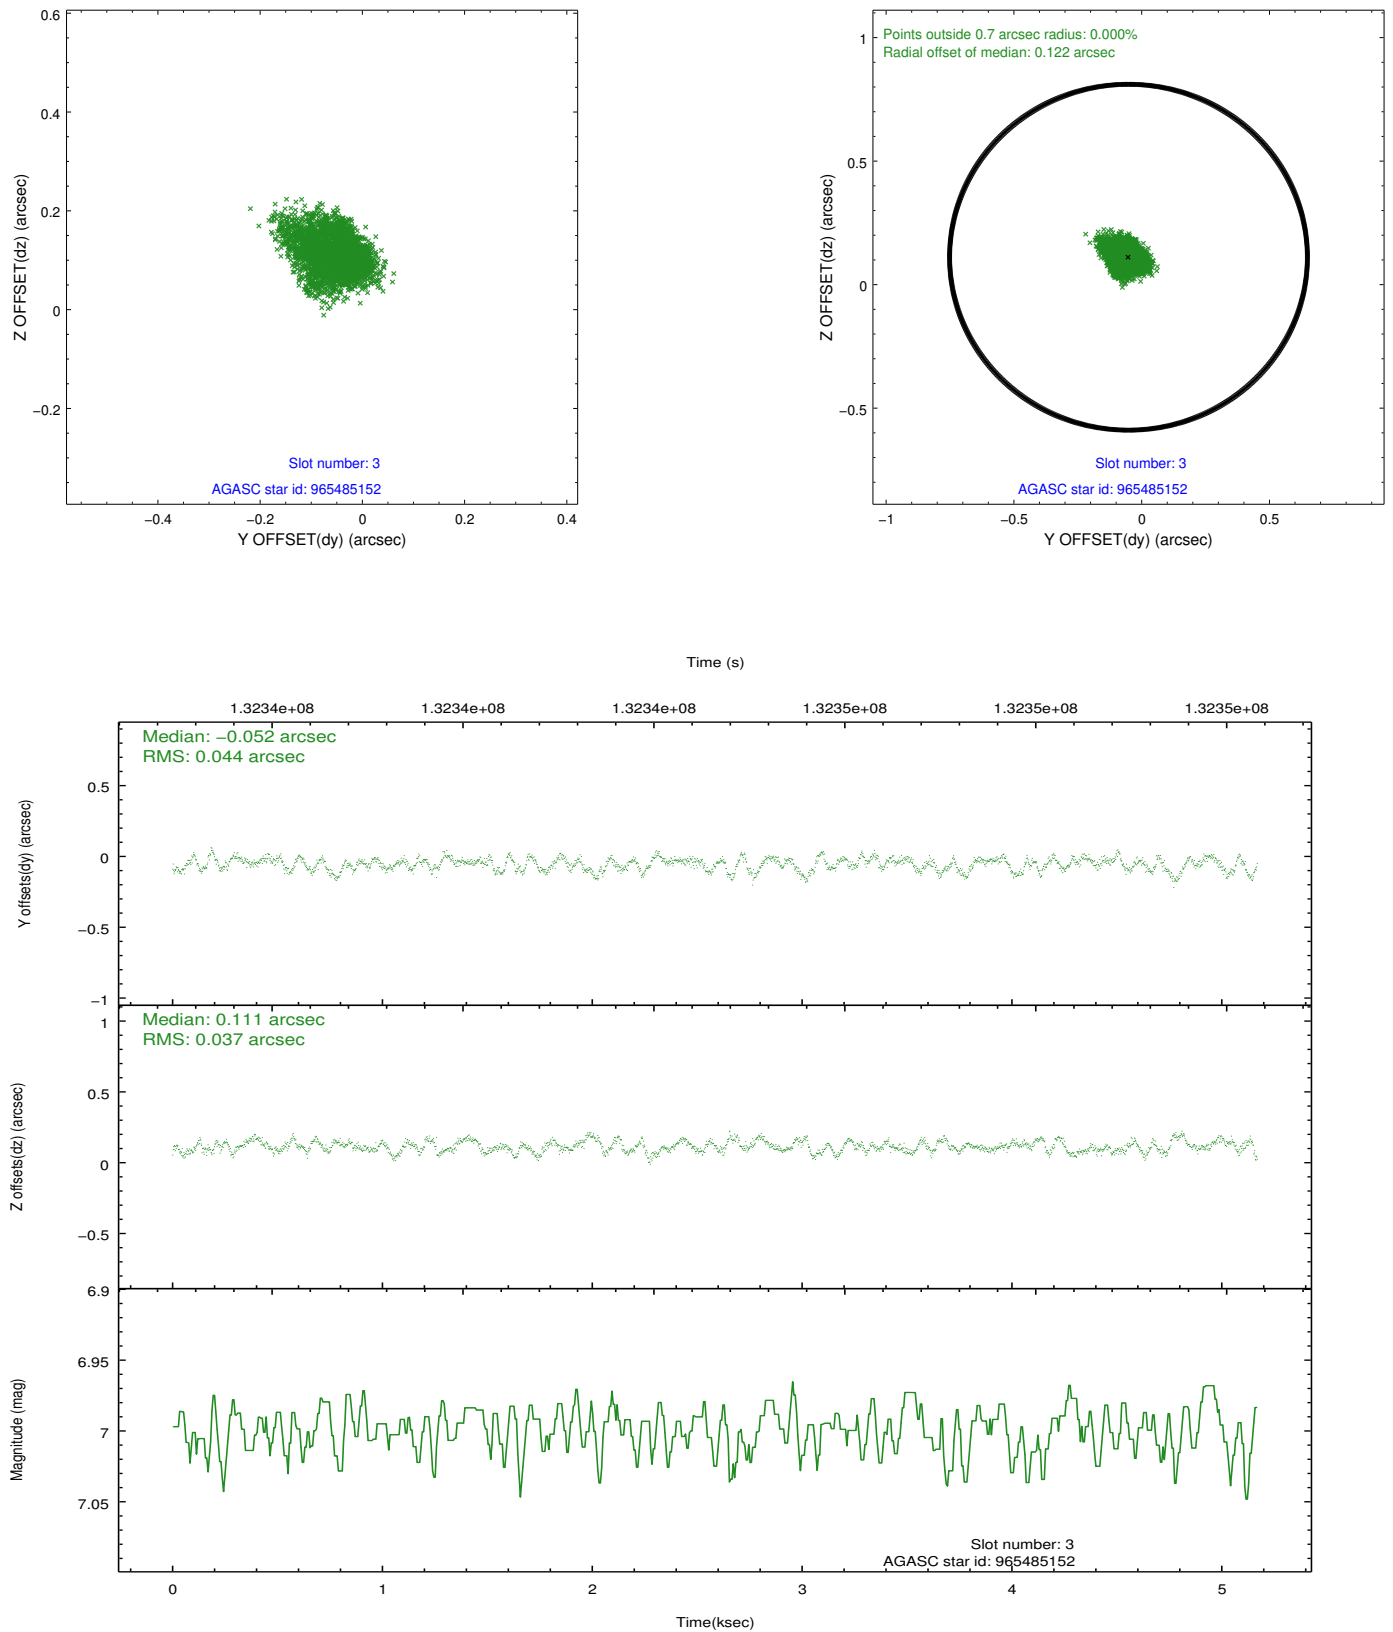 0.6
0.4
0.2
0
−0.2
−0.4
−0.2
0
0.2
0.4
Z OFFSET(dz) (arcsec)
Y OFFSET(dy) (arcsec)
Slot number: 3
AGASC star id: 965485152
Points outside 0.7 arcsec radius: 0.000%
Radial offset of median: 0.122 arcsec
1
0.5
0
−0.5
−1
−0.5
0
0.5
Z OFFSET(dz) (arcsec)
Y OFFSET(dy) (arcsec)
Slot number: 3
AGASC star id: 965485152
Time (s)
1.3234e+08
1.3234e+08
1.3234e+08
1.3235e+08
1.3235e+08
1.3235e+08
Median: −0.052 arcsec
RMS: 0.044 arcsec
0.5
0
−0.5
−1
Y offsets(dy) (arcsec)
Median: 0.111 arcsec
RMS: 0.037 arcsec
1
0.5
0
−0.5
Z offsets(dz) (arcsec)
6.9
6.95
7
7.05
Magnitude (mag)
Slot number: 3
AGASC star id: 965485152
0
1
2
3
4
5
Time(ksec)